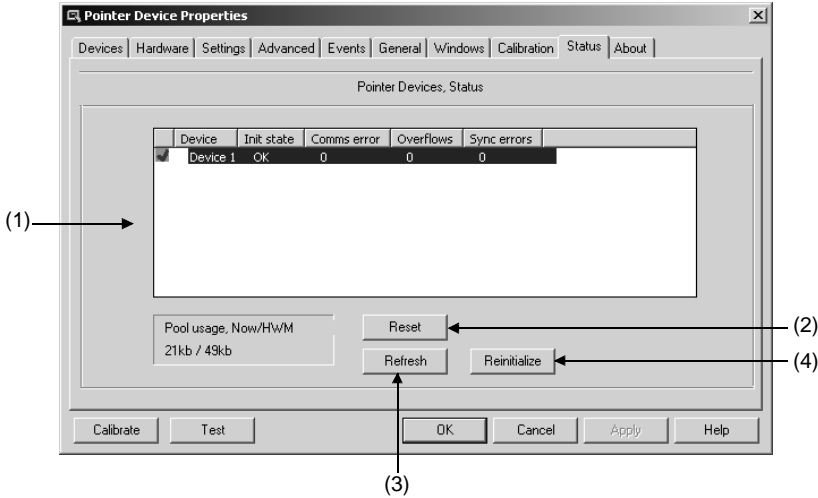 Pointer Device Properties
Devices Hardware Settings Advanced Events General Windows Calibration Status About
Pointer Devices, Status
Device Init state Comms error Overflows Sync errors
Device 1 OK 0 0 0
(1)
Pool usage, Now/HWM
21kb / 49kb
Reset
(2)
Refresh
Reinitialize
(4)
Calibrate Test OK Cancel Apply Help
(3)